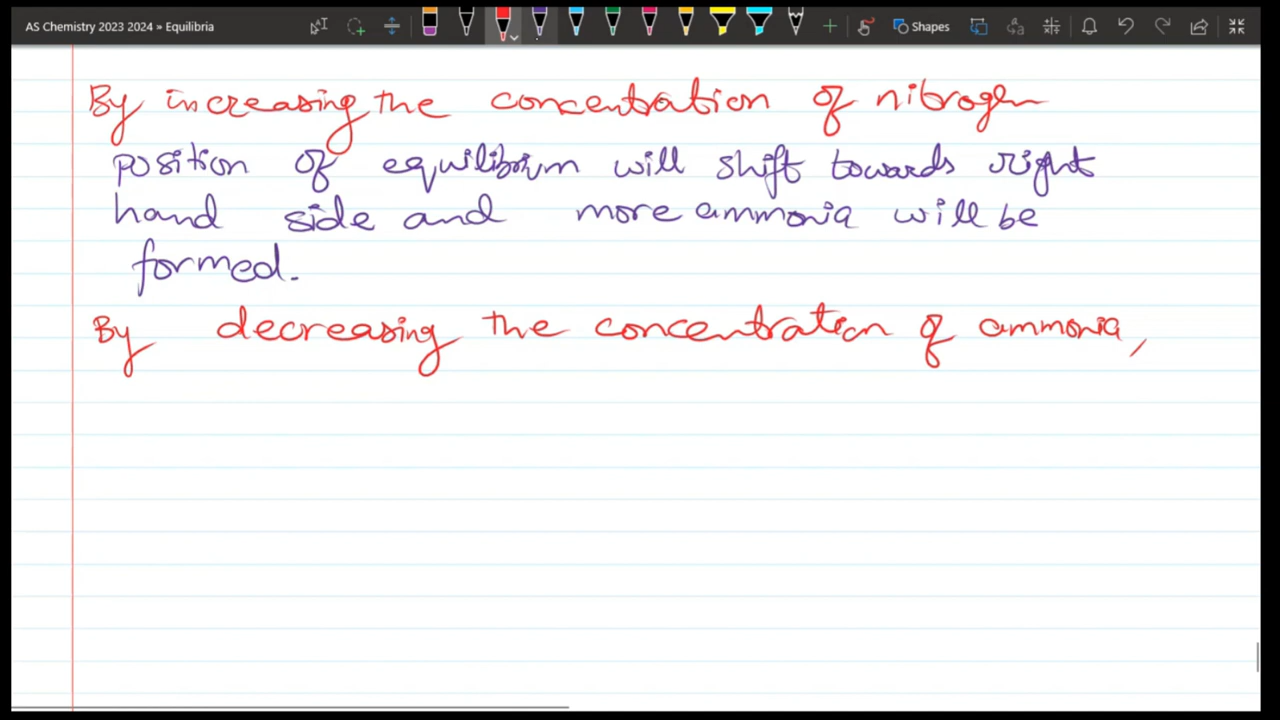 AS Chemistry 2023 2024 » Equilibria
Shapes
By increasing the concentration of nitrogen
position of equilibrium will shift towards right
hand side and more ammonia will be
formed.
By decreasing the concentration of ammonia,